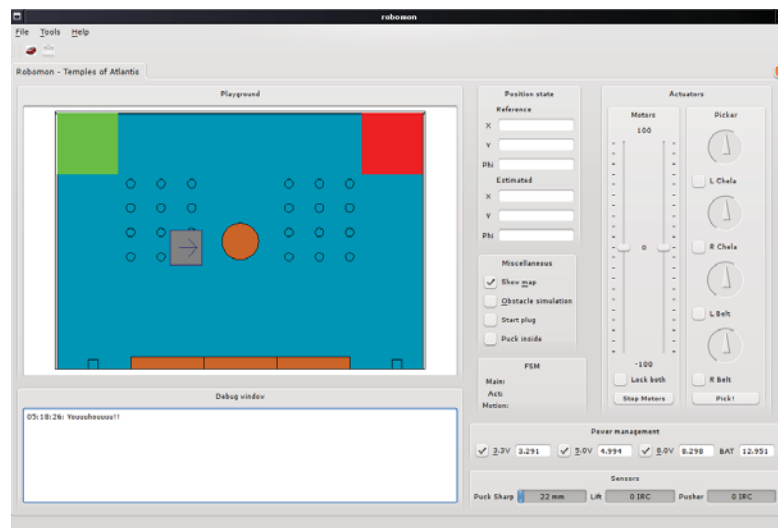 robomon
File Tools Help
Robomon - Temples of Atlantis
Playground
Position state
Reference
X
Y
Phi
Estimated
X
Y
Phi
Miscellaneous
Show map
Obstacle simulation
Start plug
Puck inside
FSM
Main:
Act:
Motion:
Actuators
Motors
100
0
-100
Lock both
Stop Motors
Picker
L Chela
R Chela
L Belt
R Belt
Pick!
Debug window
05:18:26: Youuuhouuuu!!
Power management
3.3V 3.291 5.0V 4.994 8.0V 8.298 BAT 12.951
Sensors
Puck Sharp 22 mm Lift 0 IRC Pusher 0 IRC